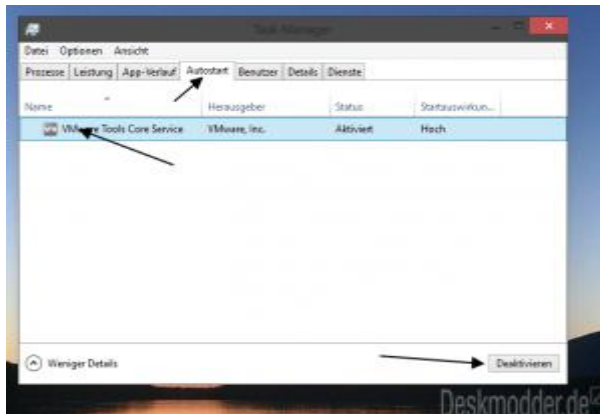 Task Manager
Datei Optionen Ansicht
Prozesse Leistung App-Verlauf Autostart Benutzer Details Dienste
Name Herausgeber Status Startauswirkun...
VMware Tools Core Service VMware, Inc. Aktiviert Hoch
Weniger Details Deaktivieren
Deskmodder.de